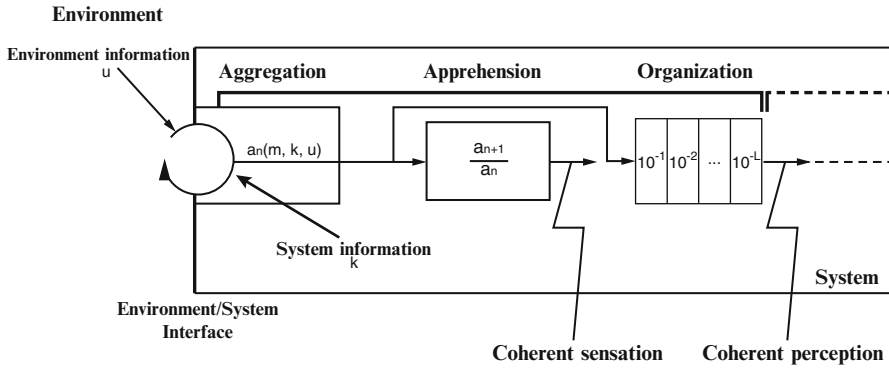 Environment
Environment information
u
Aggregation
Apprehension
Organization
aₙ(m, k, u)
aₙ₊₁
aₙ
10⁻¹ 10⁻² ... 10⁻ᴸ
System information
k
System
Environment/System
Interface
Coherent sensation
Coherent perception